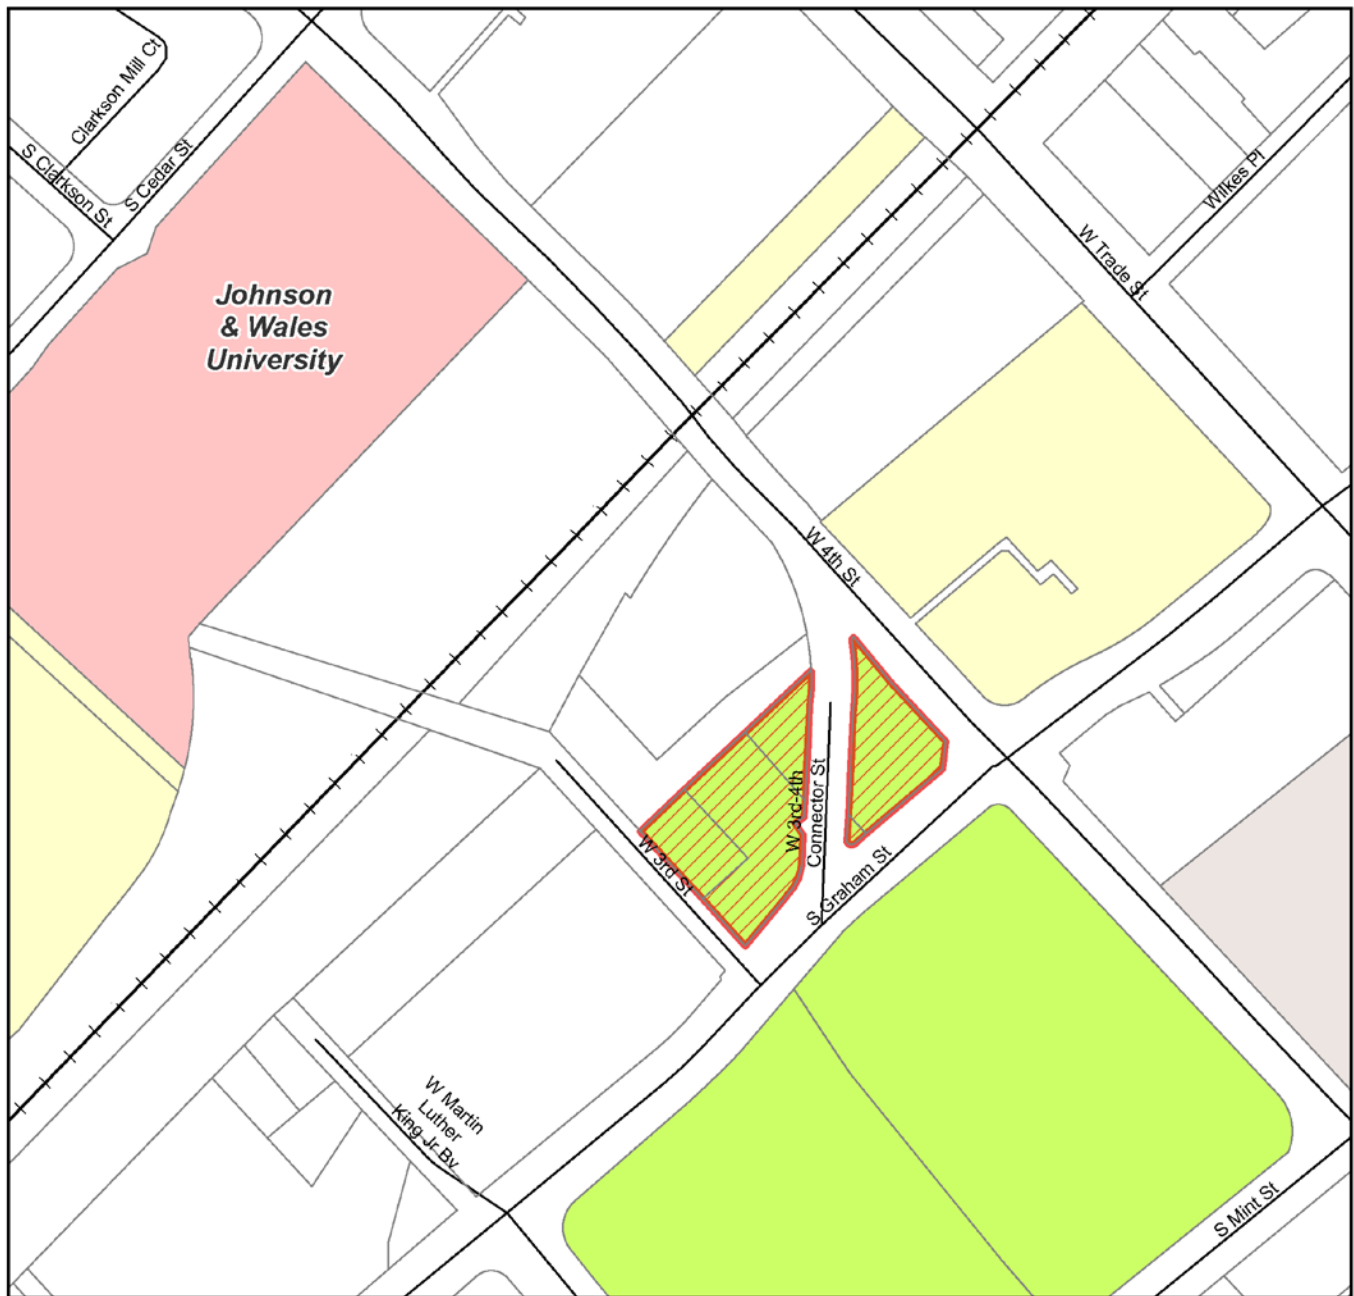 Clarkson Mill Ct
S Clarkson St
S Cedar St
Wilkes Pl
W Trade St
Johnson
& Wales
University
W 4th St
W 3rd-4th
Connector St
W 3rd St
S Graham St
W Martin
Luther
King Jr Bv
S Mint St